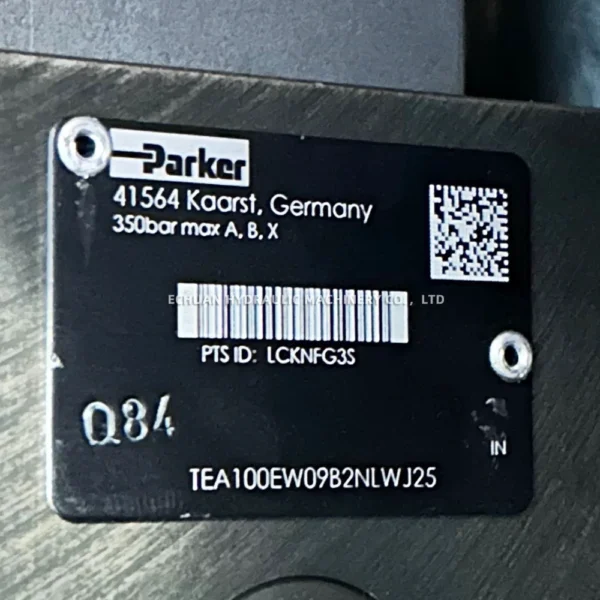 Parker
41564 Kaarst, Germany
350bar max A, B, X
ECHUAN HYDRAULIC MACHINERY CO., LTD
PTS ID: LCKNFG3S
Q84
IN
TEA100EW09B2NLWJ25